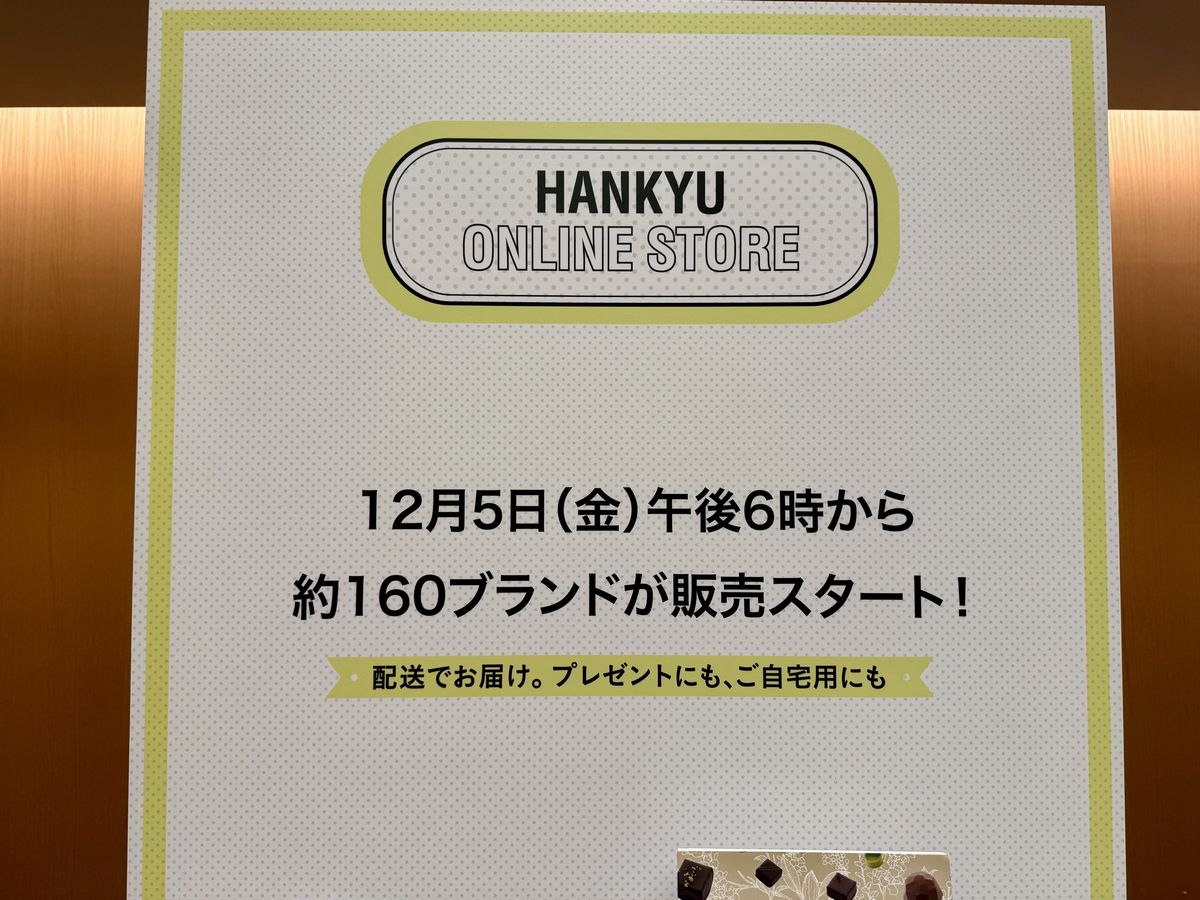 HANKYU
ONLINE STORE
12月5日(金)午後6時から
約160ブランドが販売スタート!
配送でお届け。プレゼントにも、ご自宅用にも